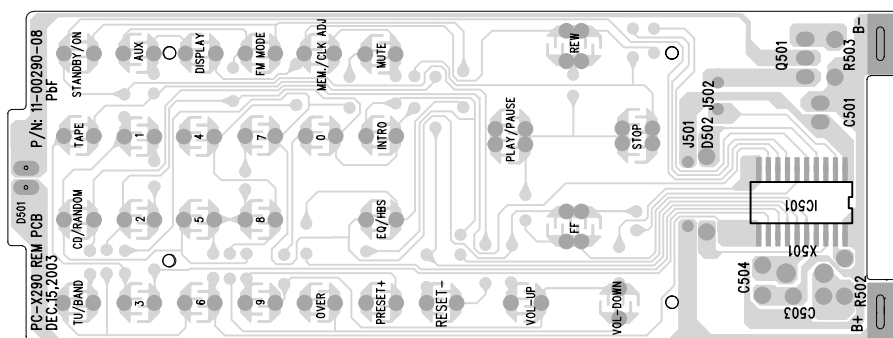 P/N: 11-00290-08
PbF
D501
PC-X290 REM PCB
DEC,15,2003
STANDBY/ON
AUX
DISPLAY
FM MODE
MEM./CLK ADJ
MUTE
REW
TAPE
1
4
7
0
INTRO
PLAY/PAUSE
STOP
CD/RANDOM
2
5
8
EQ/HBS
FF
TU/BAND
3
6
9
OVER
PRESET+
RESET-
VOL-UP
VOL-DOWN
B-
Q501
R503
J502
C501
J501
D502
IC501
X501
C504
C503
R502
B+